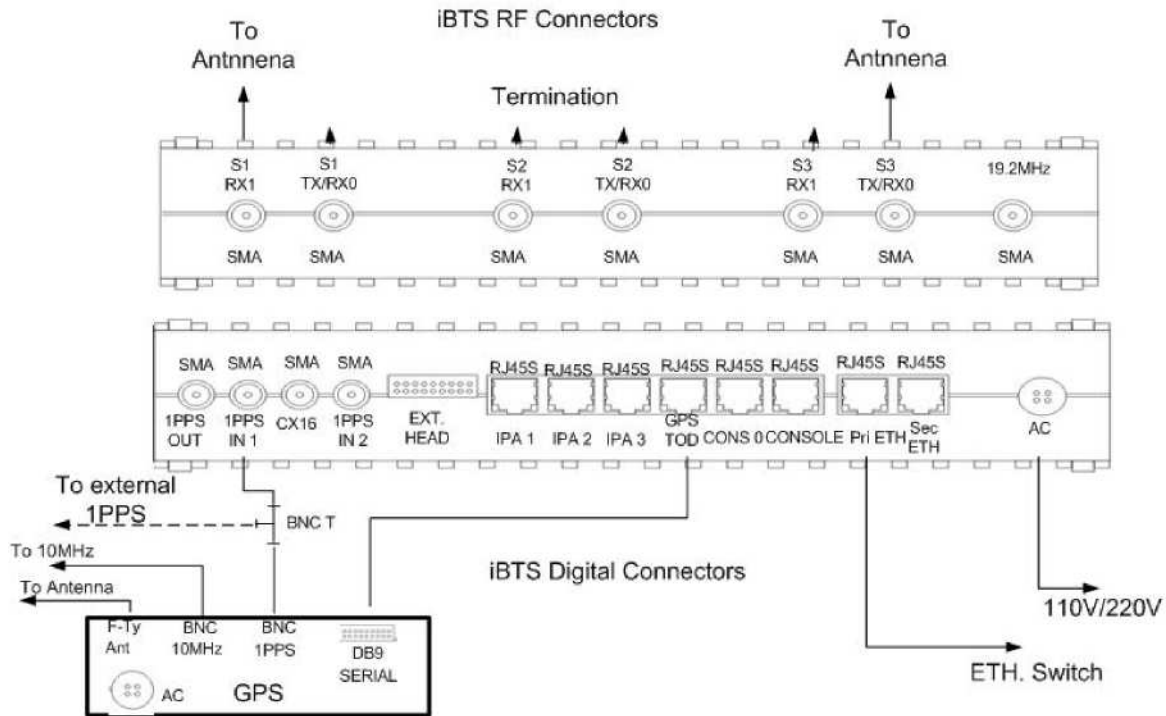 iBTS RF Connectors
To
Antnnena
To
Antnnena
Termination
S1 S1 S2 S2 S3 S3 19.2MHz
RX1 TX/RX0 RX1 TX/RX0 RX1 TX/RX0
SMA SMA SMA SMA SMA SMA SMA
SMA SMA SMA SMA RJ45S RJ45S RJ45S RJ45S RJ45S RJ45S RJ45S RJ45S
1PPS 1PPS CX16 1PPS EXT. GPS Sec AC
OUT IN 1 IN 2 HEAD IPA 1 IPA 2 IPA 3 TOD CONS 0 CONSOLE Pri ETH ETH
To external
1PPS
BNC T
To 10MHz
iBTS Digital Connectors
To Antenna
110V/220V
F-Ty BNC BNC
Ant 10MHz 1PPS DB9
SERIAL
AC GPS
ETH. Switch